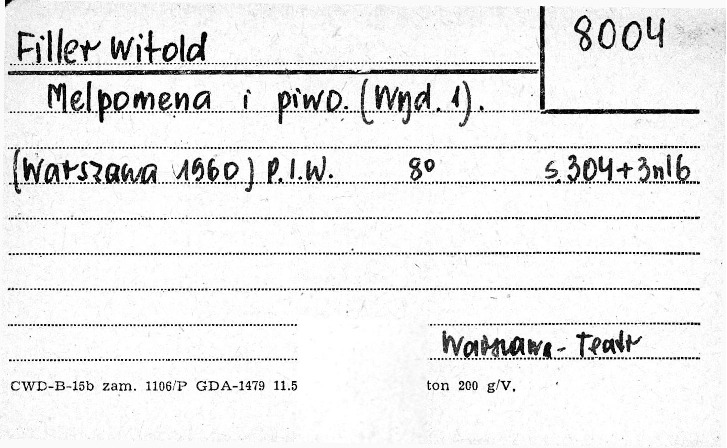 Filler Witold
8004
Melpomena i piwo. (Wyd. 1).
(Warszawa 1960) P.I.W. 8° s. 304+3nlb
Warszawa - Teatr
CWD-B-15b zam. 1106/P GDA-1479 11.5 ton 200 g/V.